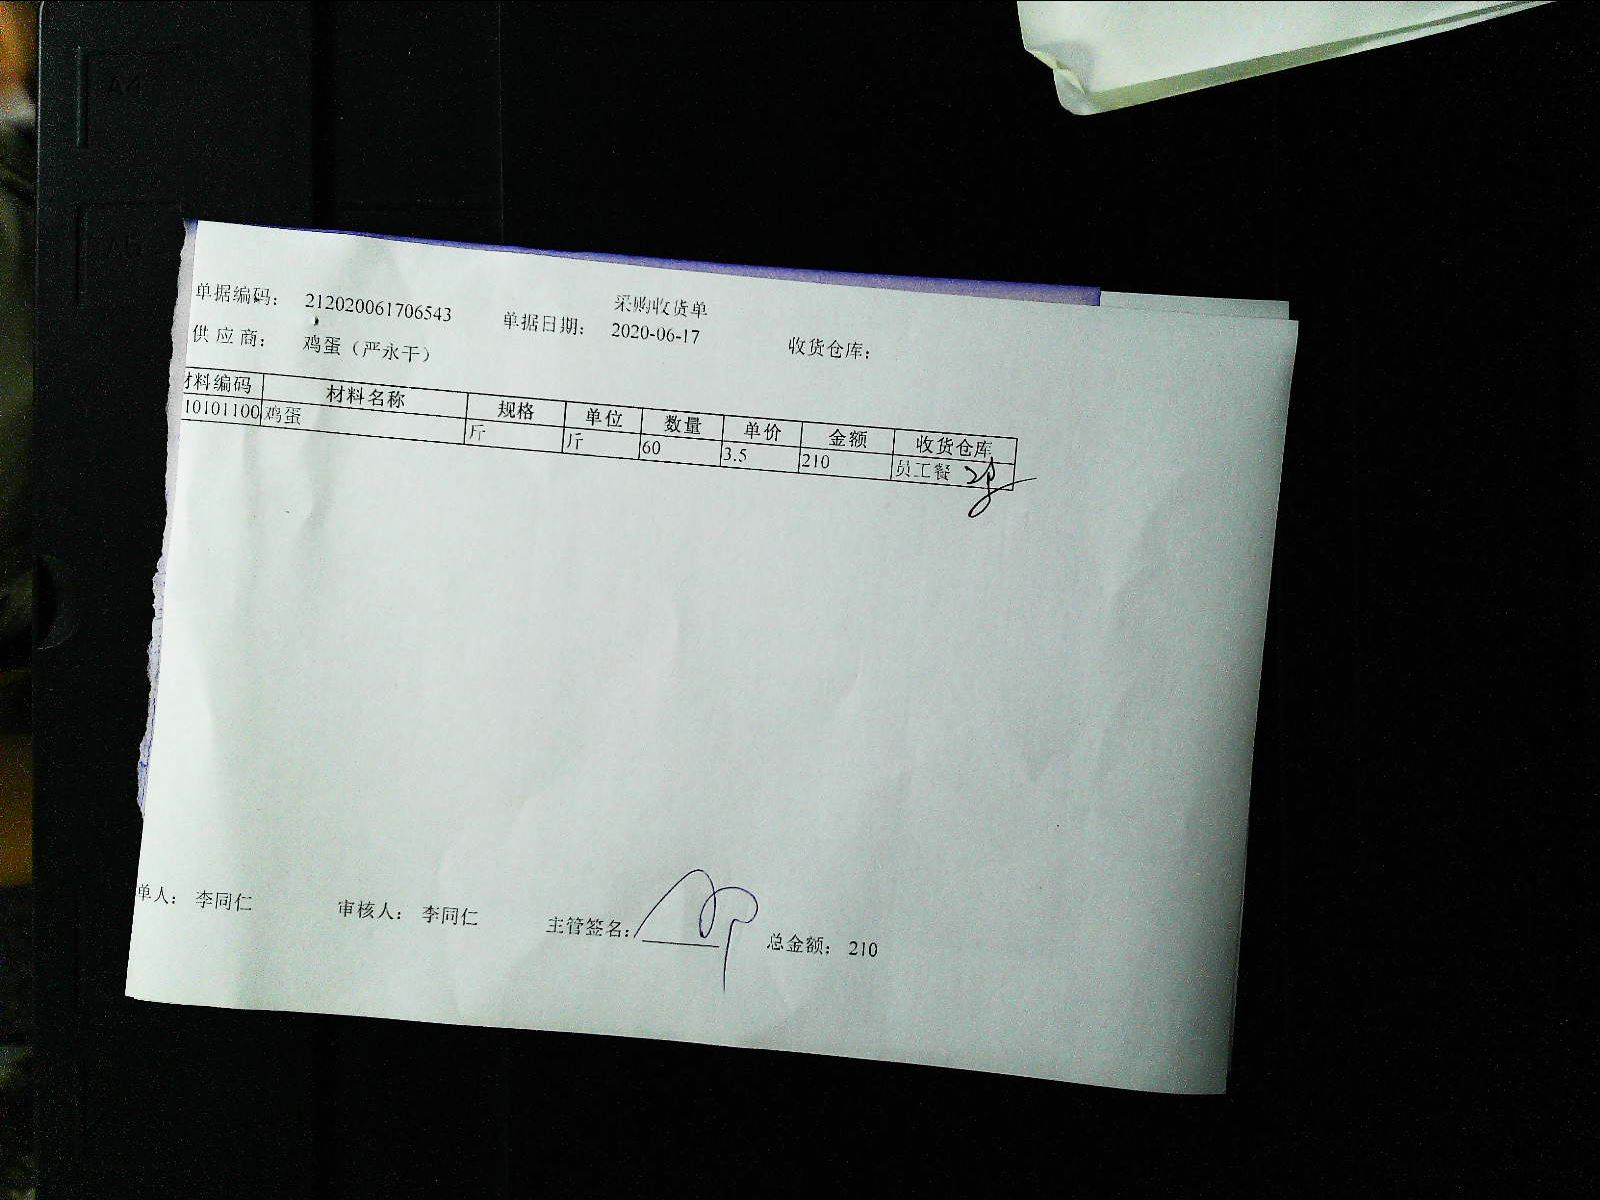 采购收货单
单据编码： 212020061706543 单据日期： 2020-06-17 收货仓库：
供应商： 鸡蛋（严永干）
材料编码 材料名称 规格 单位 数量 单价 金额 收货仓库
10101100 鸡蛋 斤 斤 60 3.5 210 员工餐
单人： 李同仁 审核人： 李同仁 主管签名： 总金额： 210
A4
A5